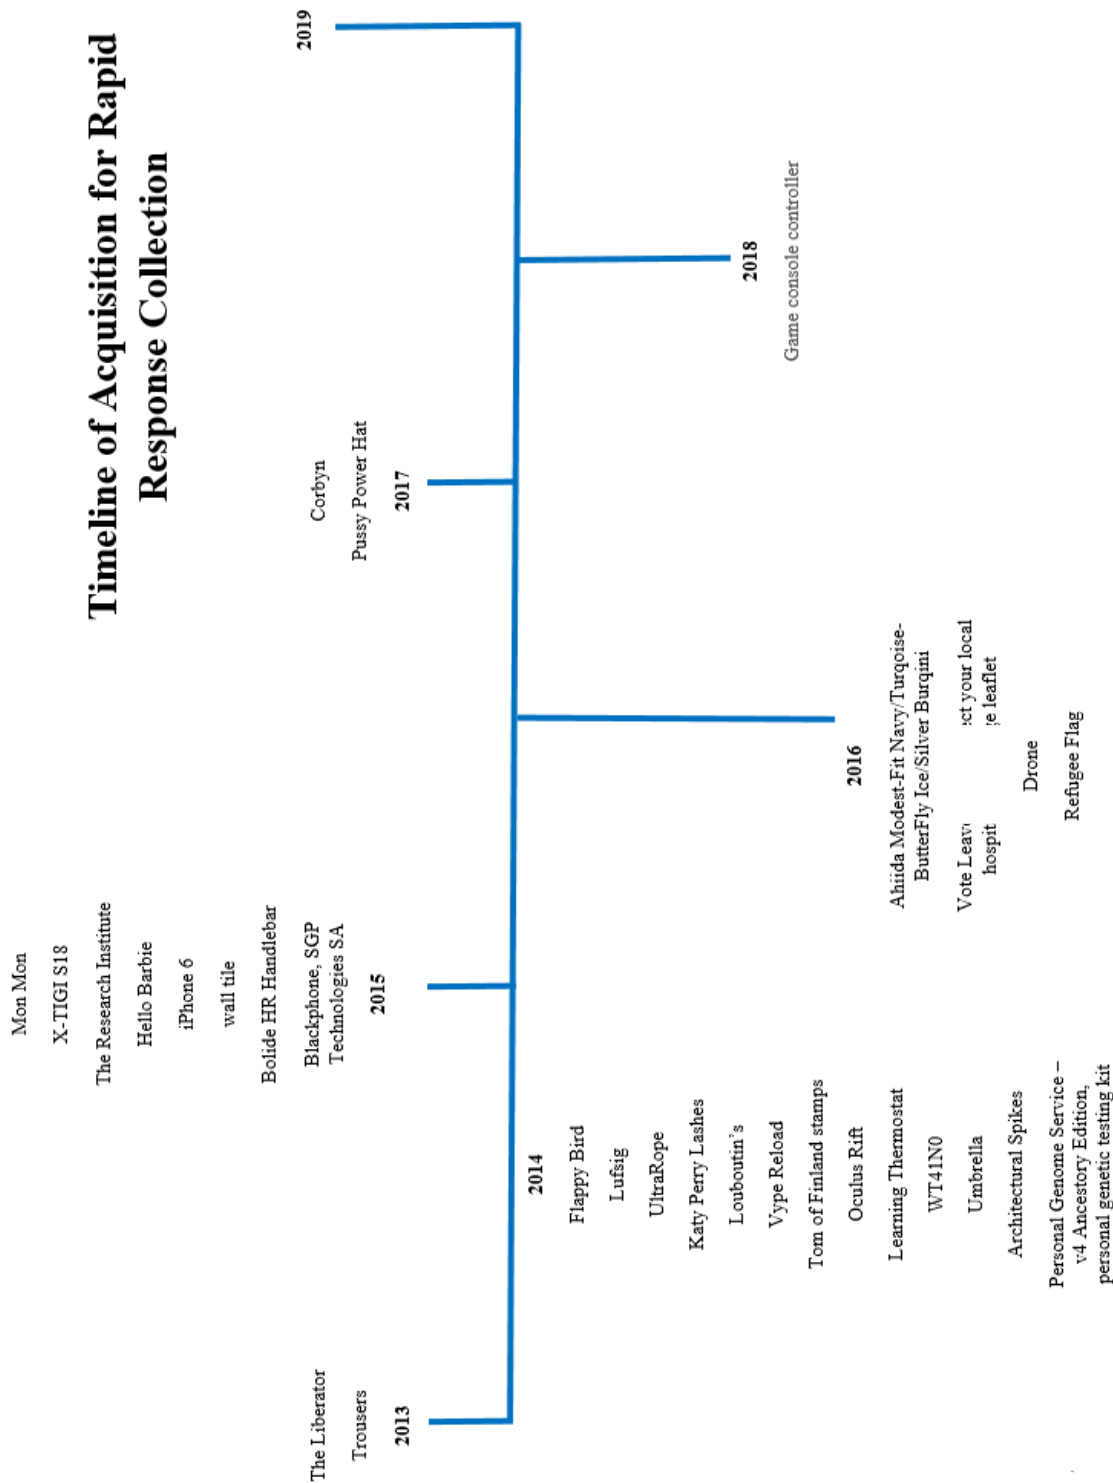 Timeline of Acquisition for Rapid
Response Collection
The Liberator
Trousers
2013
2014
Flappy Bird
Lufsig
UltraRope
Katy Perry Lashes
Louboutin's
Vype Reload
Tom of Finland stamps
Oculus Rift
Learning Thermostat
WT41N0
Umbrella
Architectural Spikes
Personal Genome Service –
v4 Ancestory Edition,
personal genetic testing kit
Mon Mon
X-TIGI S18
The Research Institute
Hello Barbie
iPhone 6
wall tile
Bolide HR Handlebar
Blackphone, SGP
Technologies SA
2015
2016
Ahiida Modest-Fit Navy/Turqoise-
ButterFly Ice/Silver Burqini
Vote your local
leaflet
Drone
Refugee Flag
Corbyn
Pussy Power Hat
2017
2018
Game console controller
2019